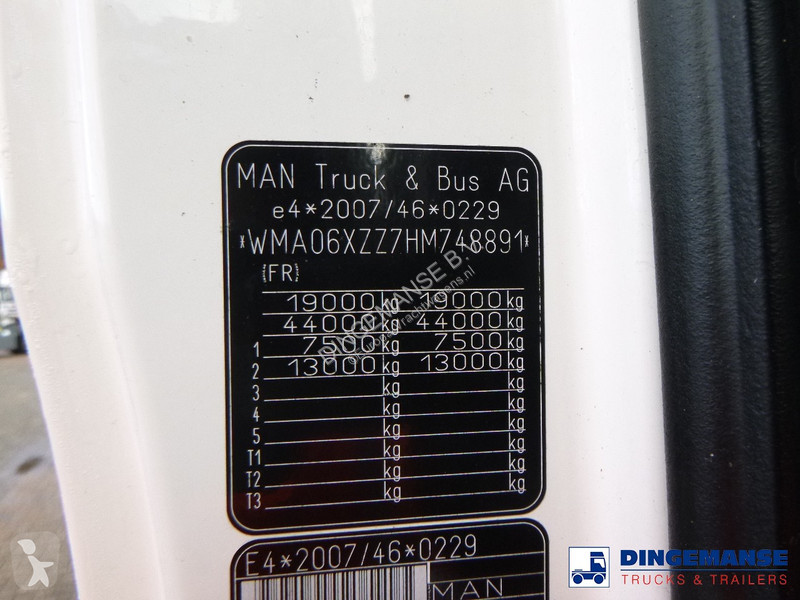 MAN Truck & Bus AG
e4*2007/46*0229
*WMA06XZZ7HM748891*
(FR)
19000 kg 19000 kg
44000 kg 44000 kg
1 7500 kg 7500 kg
2 13000 kg 13000 kg
3 kg kg
4 kg kg
5 kg kg
T1 kg kg
T2 kg kg
T3 kg kg
DINGEMANSE B.V.
E4*2007/46*0229
MAN
DINGEMANSE
TRUCKS & TRAILERS